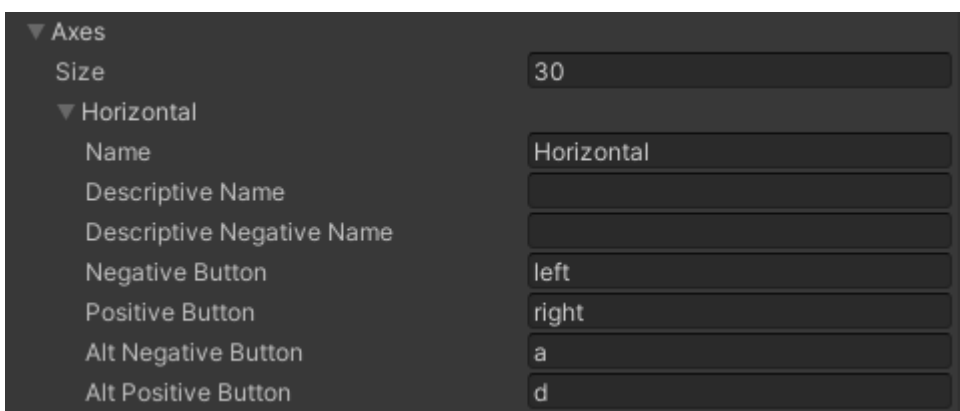 Axes
Size 30
Horizontal
Name Horizontal
Descriptive Name
Descriptive Negative Name
Negative Button left
Positive Button right
Alt Negative Button a
Alt Positive Button d